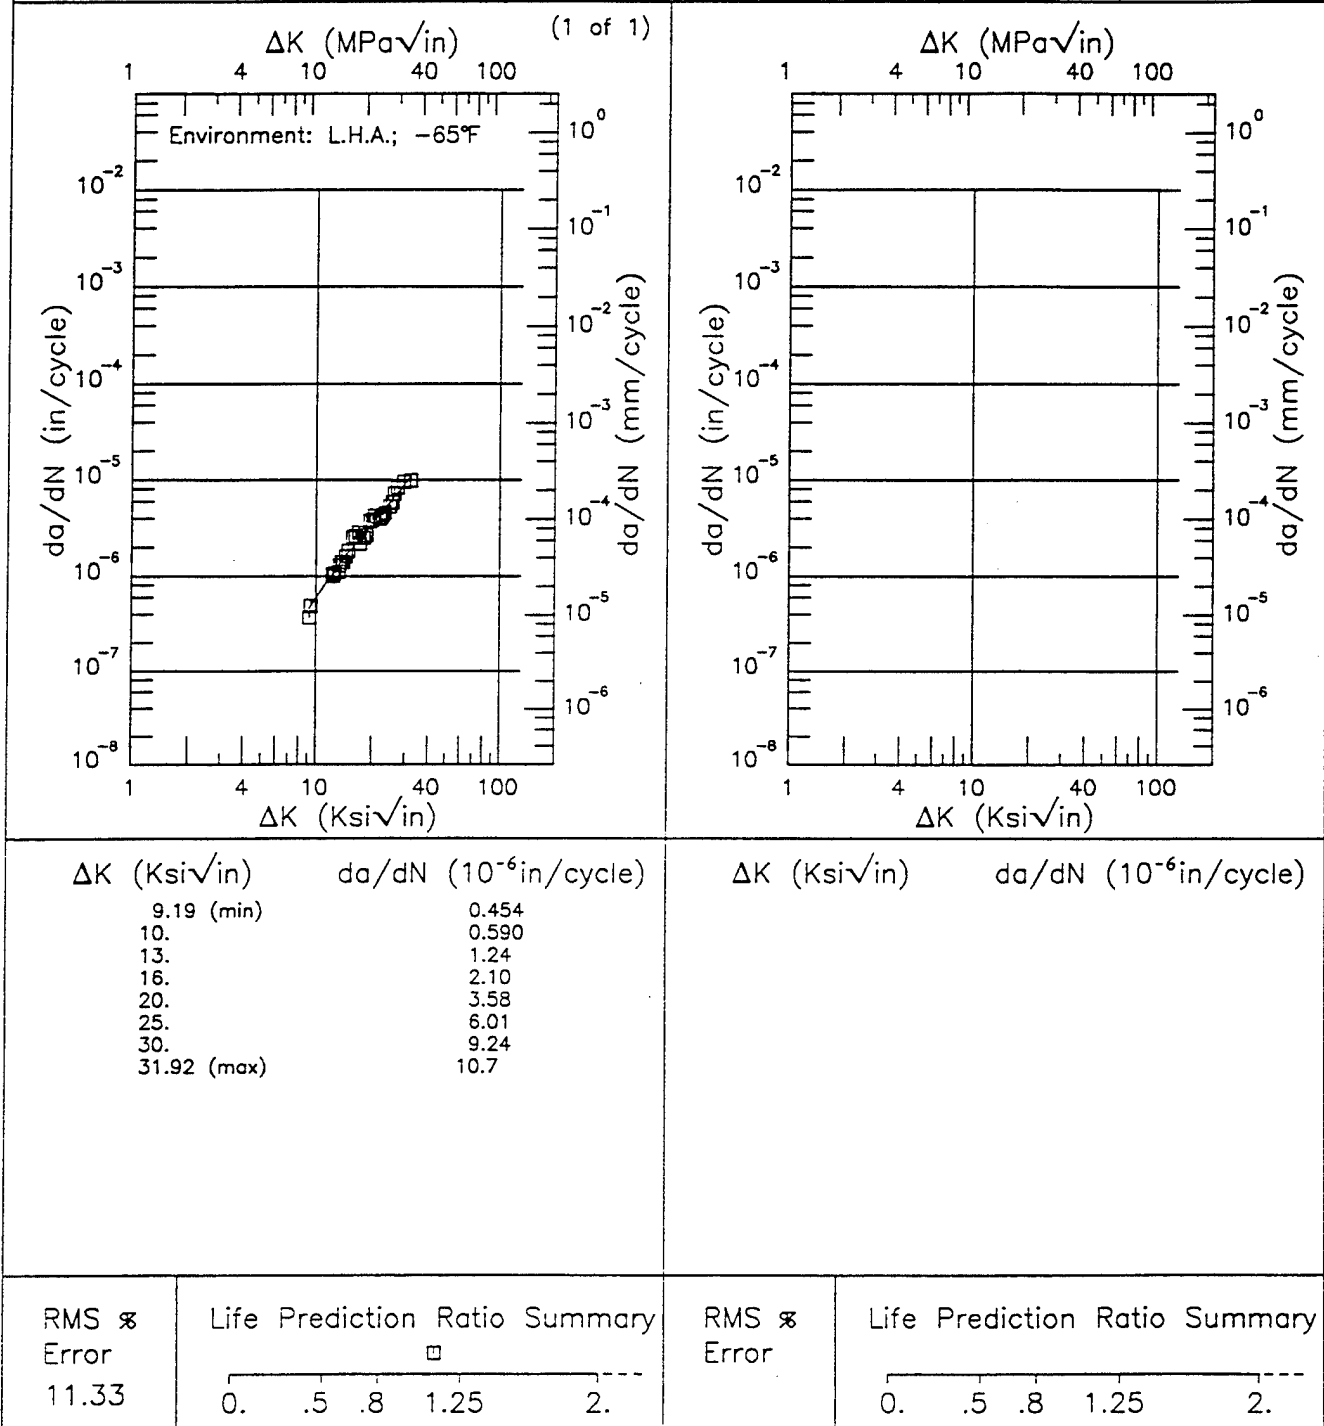 (1 of 1)
ΔK (MPa√in)
1 4 10 40 100
Environment: L.H.A.; -65°F
da/dN (in/cycle)
10⁻²
10⁻³
10⁻⁴
10⁻⁵
10⁻⁶
10⁻⁷
10⁻⁸
da/dN (mm/cycle)
10⁰
10⁻¹
10⁻²
10⁻³
10⁻⁴
10⁻⁵
10⁻⁶
1 4 10 40 100
ΔK (Ksi√in)
ΔK (MPa√in)
1 4 10 40 100
da/dN (in/cycle)
10⁻²
10⁻³
10⁻⁴
10⁻⁵
10⁻⁶
10⁻⁷
10⁻⁸
da/dN (mm/cycle)
10⁰
10⁻¹
10⁻²
10⁻³
10⁻⁴
10⁻⁵
10⁻⁶
1 4 10 40 100
ΔK (Ksi√in)
ΔK (Ksi√in) da/dN (10⁻⁶in/cycle)
9.19 (min) 0.454
10. 0.590
13. 1.24
16. 2.10
20. 3.58
25. 6.01
30. 9.24
31.92 (max) 10.7
ΔK (Ksi√in) da/dN (10⁻⁶in/cycle)
RMS %
Error
11.33
Life Prediction Ratio Summary
0. .5 .8 1.25 2.
RMS %
Error
Life Prediction Ratio Summary
0. .5 .8 1.25 2.